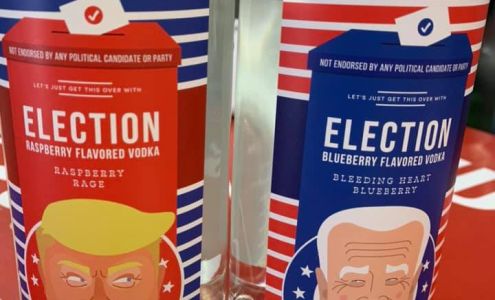 NOT ENDORSED BY ANY POLITICAL CANDIDATE OR PARTY
LET'S JUST GET THIS OVER WITH
ELECTION
RASPBERRY FLAVORED VODKA
RASPBERRY
RAGE
NOT ENDORSED BY ANY POLITICAL CANDIDATE OR PARTY
LET'S JUST GET THIS OVER WITH
ELECTION
BLUEBERRY FLAVORED VODKA
BLEEDING HEART
BLUEBERRY